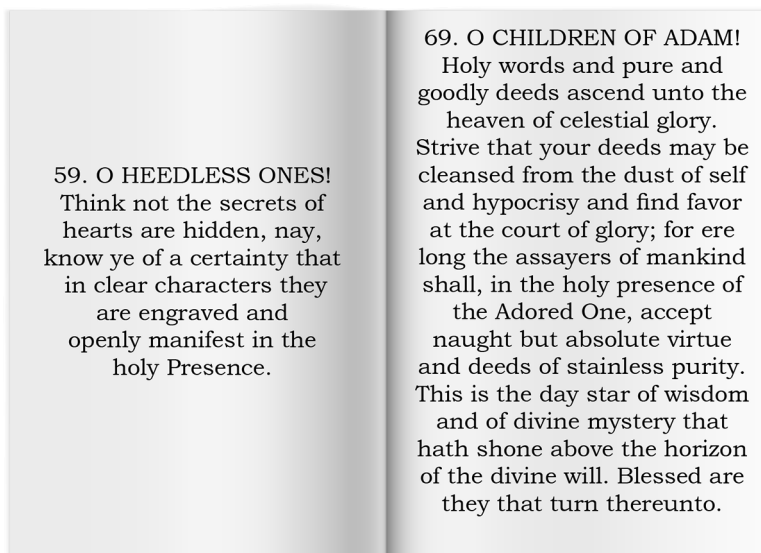 59. O HEEDLESS ONES!
Think not the secrets of
hearts are hidden, nay,
know ye of a certainty that
in clear characters they
are engraved and
openly manifest in the
holy Presence.
69. O CHILDREN OF ADAM!
Holy words and pure and
goodly deeds ascend unto the
heaven of celestial glory.
Strive that your deeds may be
cleansed from the dust of self
and hypocrisy and find favor
at the court of glory; for ere
long the assayers of mankind
shall, in the holy presence of
the Adored One, accept
naught but absolute virtue
and deeds of stainless purity.
This is the day star of wisdom
and of divine mystery that
hath shone above the horizon
of the divine will. Blessed are
they that turn thereunto.